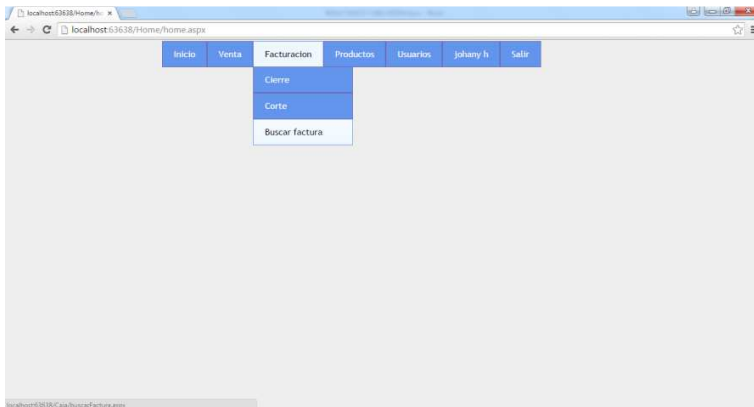 localhost:63638/Home/h
localhost:63638/Home/home.aspx
Inicio Venta Facturacion Productos Usuarios johany h Salir
Cierre
Corte
Buscar factura
localhost:63638/Caja/buscarFactura.aspx